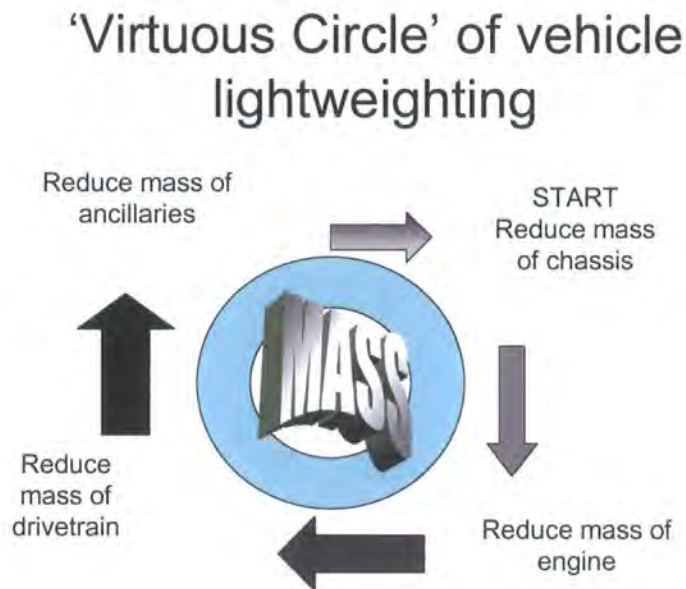 ‘Virtuous Circle’ of vehicle
lightweighting
Reduce mass of
ancillaries
START
Reduce mass
of chassis
MASS
Reduce
mass of
drivetrain
Reduce mass of
engine